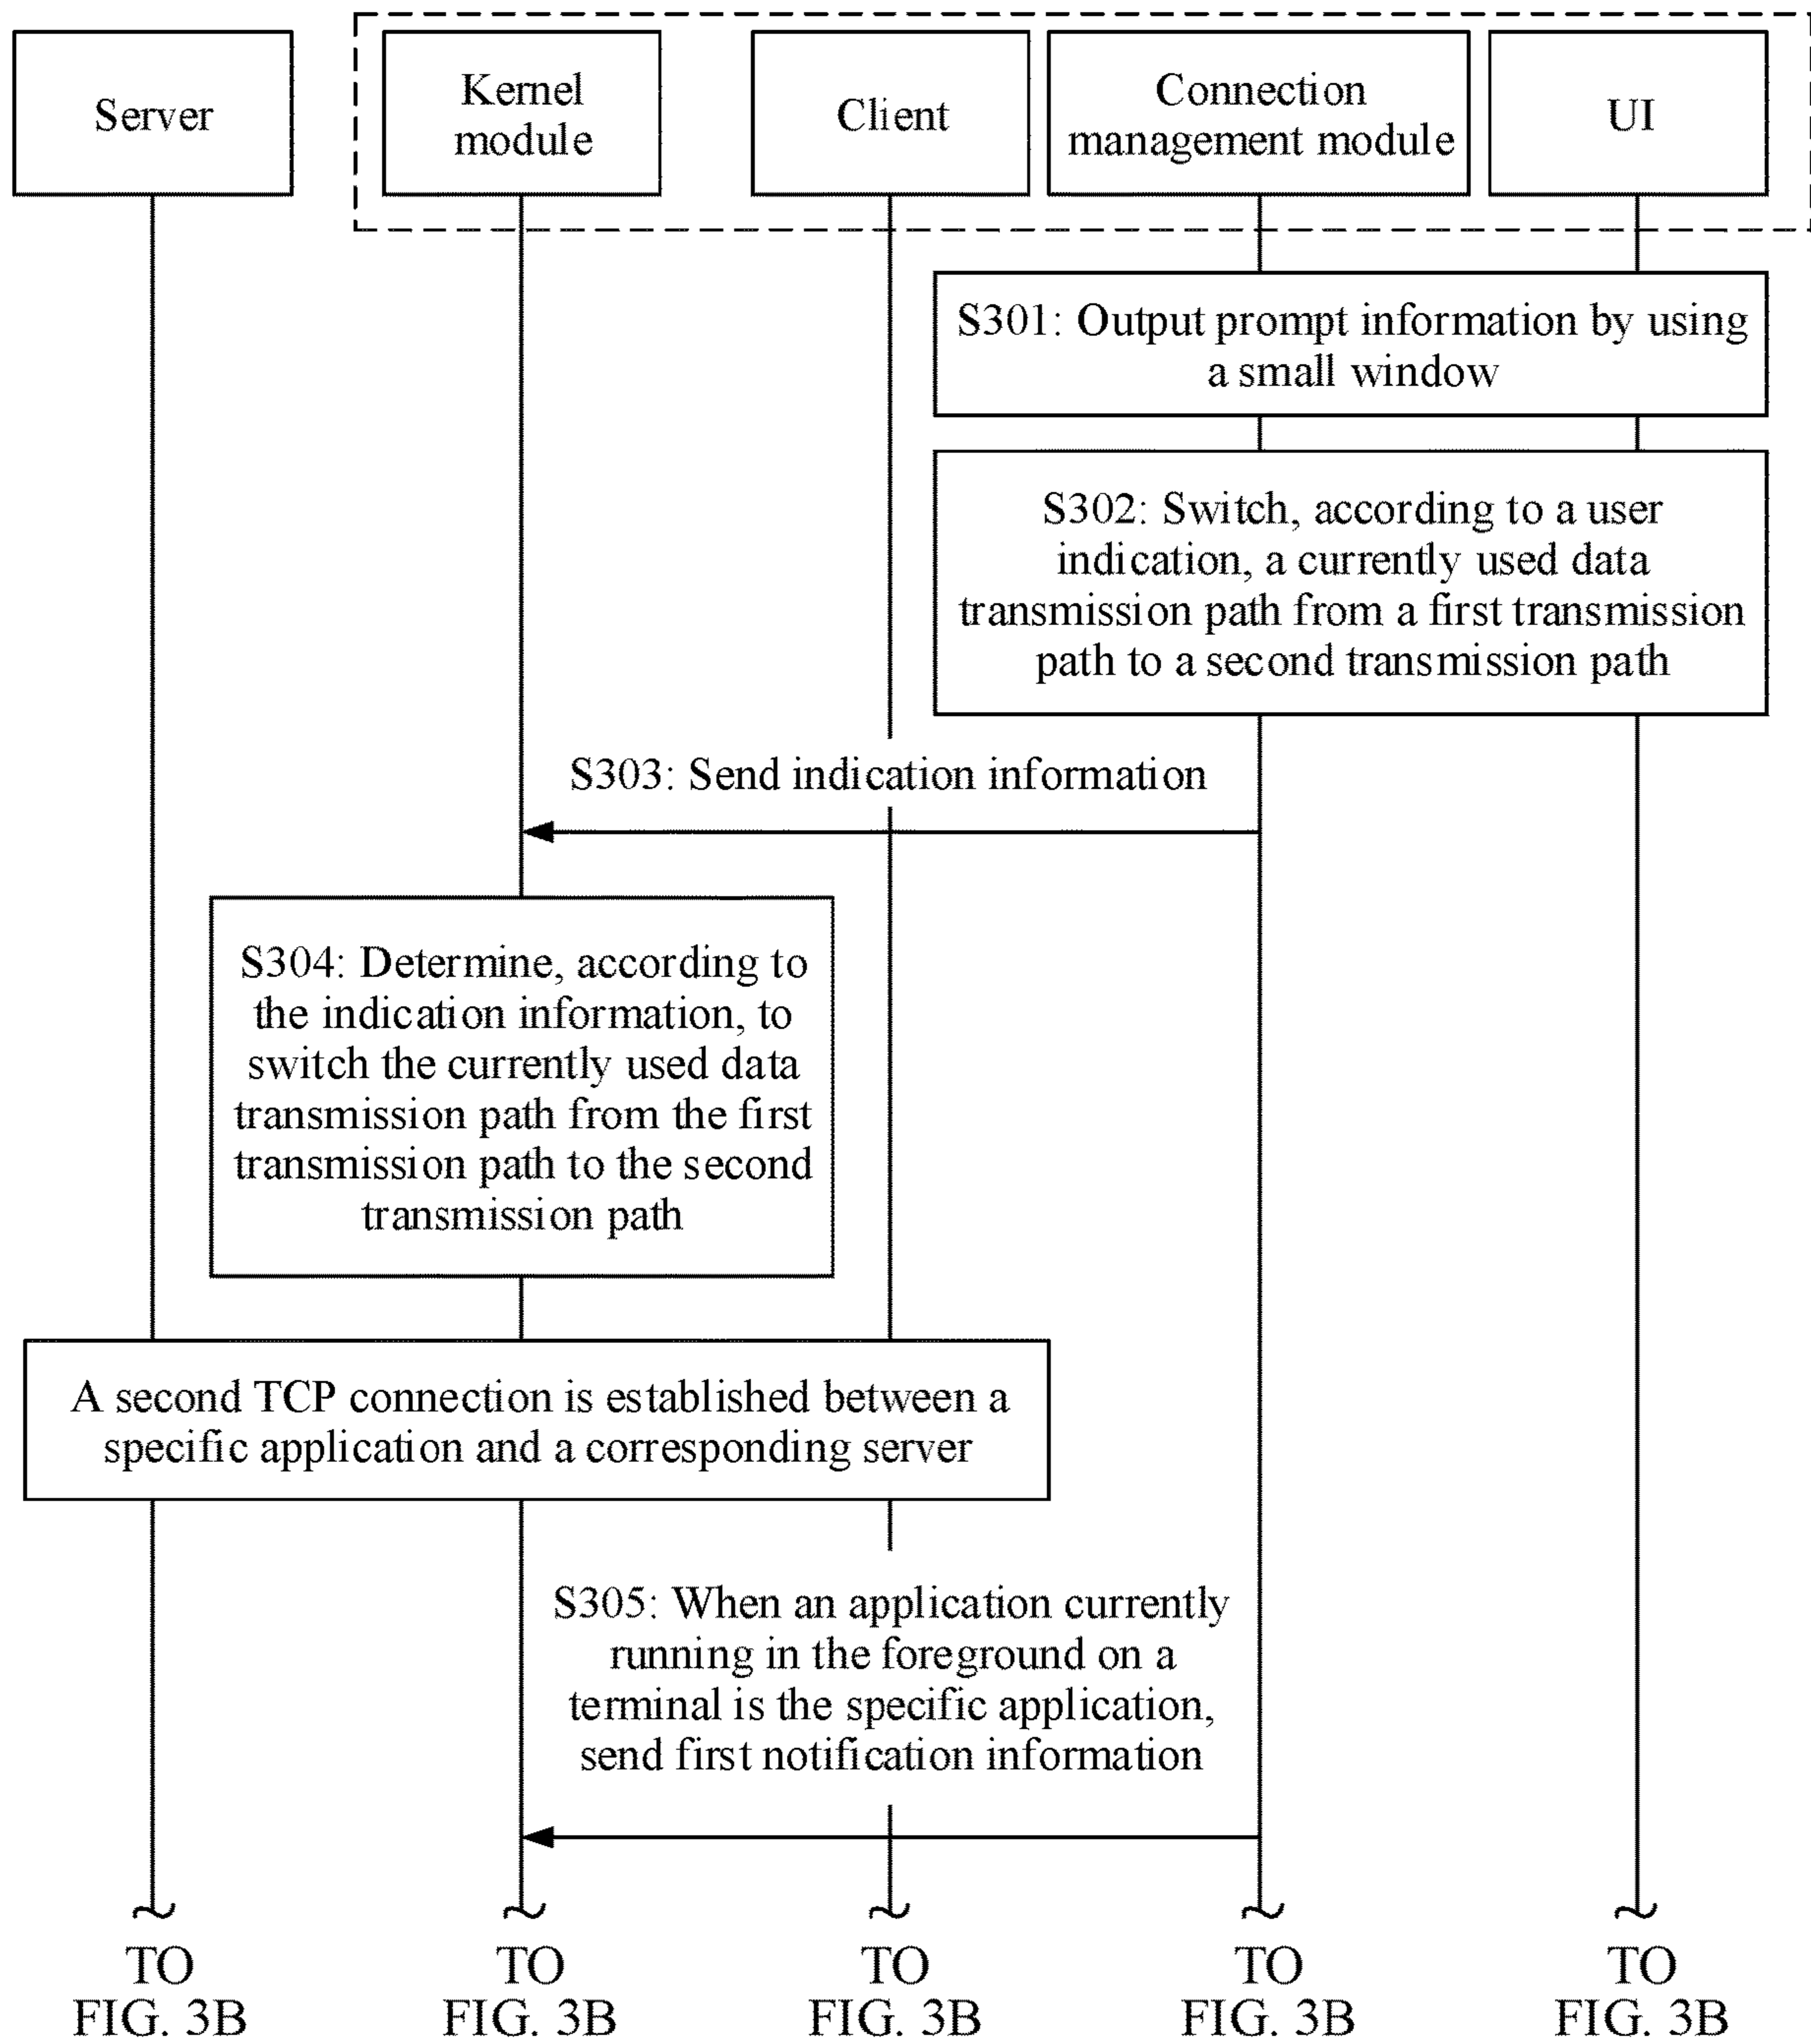 Server
Kernel
module
Client
Connection
management module
UI
S301: Output prompt information by using
a small window
S302: Switch, according to a user
indication, a currently used data
transmission path from a first transmission
path to a second transmission path
S303: Send indication information
S304: Determine, according to
the indication information, to
switch the currently used data
transmission path from the first
transmission path to the second
transmission path
A second TCP connection is established between a
specific application and a corresponding server
S305: When an application currently
running in the foreground on a
terminal is the specific application,
send first notification information
TO
FIG. 3B
TO
FIG. 3B
TO
FIG. 3B
TO
FIG. 3B
TO
FIG. 3B